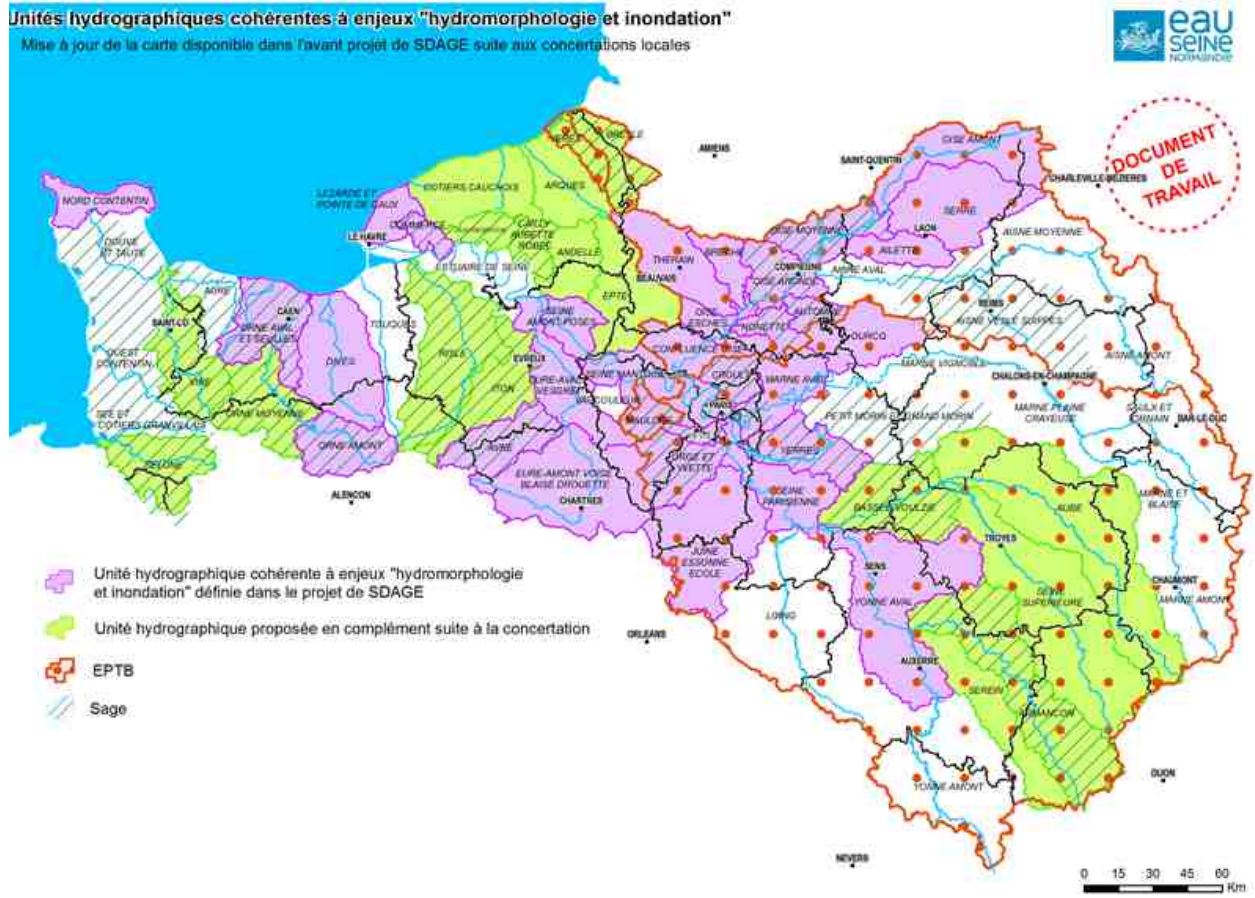 Unités hydrographiques cohérentes à enjeux "hydromorphologie et inondation"
Mise à jour de la carte disponible dans l'avant projet de SDAGE suite aux concertations locales
eau
SEINE
NORMANDIE
DOCUMENT
DE
TRAVAIL
AMIENS
SAINT-QUENTIN
OISE AMONT
CHARLEVILLE-MEZIERES
YERES
BRESLE
NORD COTENTIN
LEZARDE ET
POINTE DE CAUX
COTIERS CAUCHOIS
ARQUES
SERRE
LAON
AISNE MOYENNE
COMMERCE
LE HAVRE
CAILLY
AUBETTE
ROBEC
ANDELLE
THERAIN
BRECHE
BEAUVAIS
OISE MOYENNE
COMPIEGNE
AILETTE
DOUVE
ET TAUTE
ESTUAIRE DE SEINE
OISE ARONDE
AISNE AVAL
AURE
CAEN
EPTE
SAINT-LO
ORNE AVAL
ET SEULLES
DIVES
TOUQUES
RISLE
SEINE
AMONT-POSES
OISE
ESCHES
NONETTE
AUTOMNE
REIMS
AISNE VESLE SUIPPES
OURCQ
AISNE AMONT
OUEST
COTENTIN
VIRE
EVREUX
ITON
EURE-AVAL
VESGRE
CONFLUENCE OISE
SEINE MANTOISE
VAUCOULEUR
CROULT
MARNE AVAL
MARNE VIGNOBLE
CHALONS-EN-CHAMPAGNE
SEE ET
COTIERS GRANVILLAIS
ORNE MOYENNE
ORNE AMONT
SELUNE
AVRE
MAULDRE
PARIS
PETIT MORIN ET GRAND MORIN
MARNE PLEINE
CRAYEUSE
SAULX ET
ORNAIN
BAR-LE-DUC
YERRES
ORGE ET
YVETTE
ALENCON
EURE-AMONT VOISE
BLAISE DROUETTE
CHARTRES
SEINE
PARISIENNE
BASSEE VOULZIE
AUBE
MARNE ET
BLAISE
TROYES
JUINE
ESSONNE
ECOLE
SENS
YONNE AVAL
SEINE
SUPERIEURE
CHAUMONT
MARNE AMONT
LOING
ORLEANS
AUXERRE
SEREIN
ARMANCON
YONNE AMONT
DIJON
NEVERS
Unité hydrographique cohérente à enjeux "hydromorphologie
et inondation" définie dans le projet de SDAGE
Unité hydrographique proposée en complément suite à la concertation
EPTB
Sage
0 15 30 45 60
Km